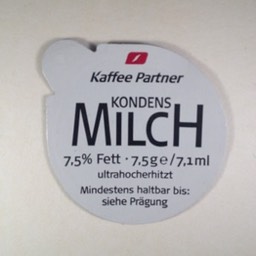 Kaffee Partner
KONDENS
MILCH
7,5% Fett · 7,5g e/7,1ml
ultrahocherhitzt
Mindestens haltbar bis:
siehe Prägung